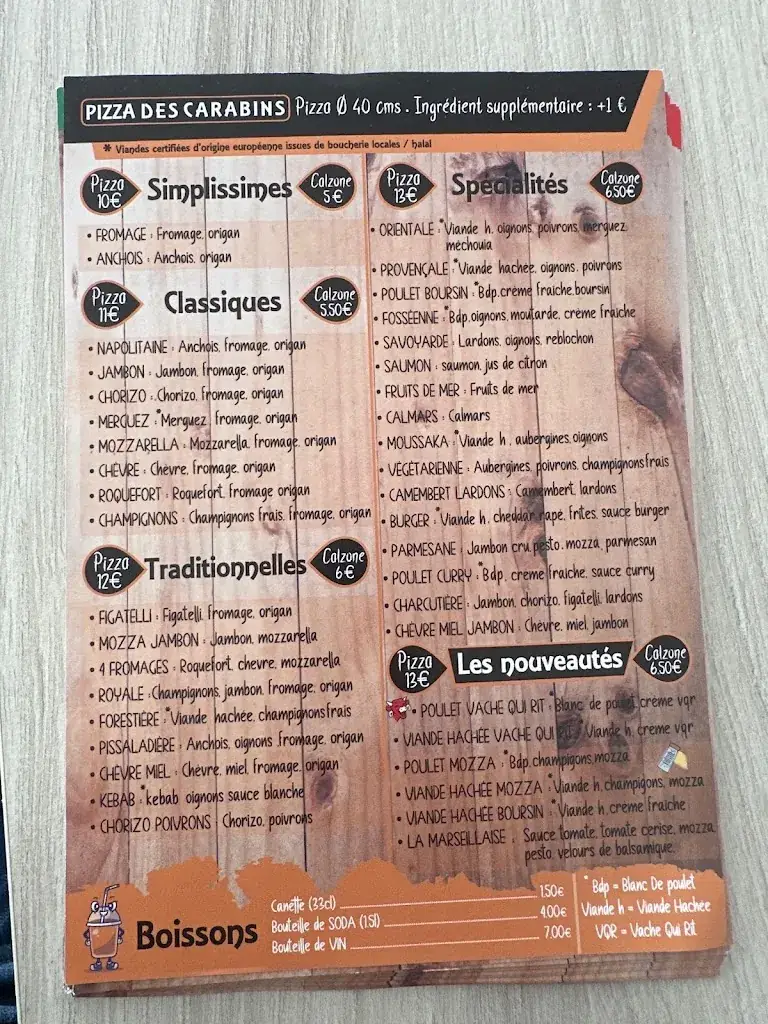 PIZZA DES CARABINS Pizza Ø 40 cms . Ingrédient supplémentaire : +1 €
* Viandes certifiées d'origine européenne issues de boucherie locales / halal
Pizza 10€ Simplissimes Calzone 5€
• FROMAGE : Fromage, origan
• ANCHOIS : Anchois, origan
Pizza 11€ Classiques Calzone 5.50€
• NAPOLITAINE : Anchois, fromage, origan
• JAMBON : Jambon, fromage, origan
• CHORIZO : Chorizo, fromage, origan
• MERGUEZ : *Merguez, fromage, origan
• MOZZARELLA : Mozzarella, fromage, origan
• CHÈVRE : Chèvre, fromage, origan
• ROQUEFORT : Roquefort, fromage, origan
• CHAMPIGNONS : Champignons frais, fromage, origan
Pizza 12€ Traditionnelles Calzone 6€
• FIGATELLI : Figatelli, fromage, origan
• MOZZA JAMBON : Jambon, mozzarella
• 4 FROMAGES : Roquefort, chevre, mozzarella
• ROYALE : Champignons, jambon, fromage, origan
• FORESTIÈRE : *Viande hachée, champignons frais
• PISSALADIÈRE : Anchois, oignons ,fromage, origan
• CHÈVRE MIEL : Chèvre, miel, fromage, origan
• KEBAB : *kebab oignons sauce blanche
• CHORIZO POIVRONS : Chorizo, poivrons
Pizza 13€ Spécialités Calzone 6.50€
• ORIENTALE : *Viande h, oignons, poivrons, merguez,
méchouia
• PROVENÇALE : *Viande hachée, oignons, poivrons
• POULET BOURSIN : *Bdp,crème fraiche,boursin
• FOSSÉENNE : *Bdp,oignons, moutarde, crème fraîche
• SAVOYARDE : Lardons, oignons, reblochon
• SAUMON : saumon, jus de citron
• FRUITS DE MER : Fruits de mer
• CALMARS : Calmars
• MOUSSAKA : *Viande h , aubergines, oignons
• VÉGÉTARIENNE : Aubergines, poivrons, champignons frais
• CAMEMBERT LARDONS : Camembert, lardons
• BURGER : *Viande h, cheddar, rape, frites, sauce burger
• PARMESANE : Jambon cru, pesto, mozza, parmesan
• POULET CURRY : *Bdp, crème fraiche, sauce curry
• CHARCUTIÈRE : Jambon, chorizo, figatelli, lardons
• CHÈVRE MIEL JAMBON : Chèvre, miel, jambon
Pizza 13€ Les nouveautés Calzone 6.50€
• POULET VACHE QUI RIT : *Blanc de poulet, crème vqr
• VIANDE HACHÉE VACHE QUI RIT : Viande h, creme vqr
• POULET MOZZA : *Bdp,champigons,mozza
• VIANDE HACHÉE MOZZA : *Viande h,champigons, mozza
• VIANDE HACHÉE BOURSIN : *Viande h,crème fraiche
• LA MARSEILLAISE : Sauce tomate, tomate cerise, mozza,
pesto, velours de balsamique,
Boissons
Canette (33cl) 1.50€
Bouteille de SODA (1.5l) 4.00€
Bouteille de VIN 7.00€
* Bdp = Blanc De poulet
Viande h = Viande Hachée
VQR = Vache Qui Rit